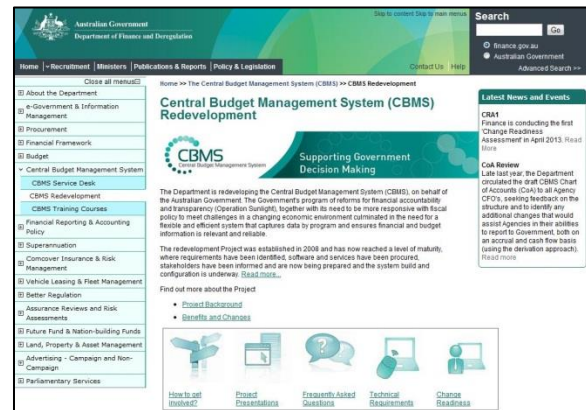 Australian Government
Department of Finance and Deregulation
Skip to content Skip to main menus
Search
Go
finance.gov.au
Australian Government
Advanced Search >>
Home | Recruitment | Ministers | Publications & Reports | Policy & Legislation
Contact Us | Help
Close all menus
About the Department
e-Government & Information
Management
Procurement
Financial Framework
Budget
Central Budget Management System
CBMS Service Desk
CBMS Redevelopment
CBMS Training Courses
Financial Reporting & Accounting
Policy
Superannuation
Comcover Insurance & Risk
Management
Vehicle Leasing & Fleet Management
Better Regulation
Assurance Reviews and Risk
Assessments
Future Fund & Nation-building Funds
Land, Property & Asset Management
Advertising - Campaign and Non-
Campaign
Parliamentary Services
Home >> The Central Budget Management System (CBMS) >> CBMS Redevelopment
Central Budget Management System (CBMS)
Redevelopment
CBMS
Central Budget Management System
Supporting Government
Decision Making
The Department is redeveloping the Central Budget Management System (CBMS), on behalf of
the Australian Government. The Government's program of reforms for financial accountability
and transparency (Operation Sunlight), together with its need to be more responsive with fiscal
policy to meet challenges in a changing economic environment culminated in the need for a
flexible and efficient system that captures data by program and ensures financial and budget
information is relevant and reliable.
The redevelopment Project was established in 2008 and has now reached a level of maturity,
where requirements have been identified, software and services have been procured,
stakeholders have been informed and are now being prepared and the system build and
configuration is underway. Read more...
Find out more about the Project
Project Background
Benefits and Changes
How to get
Involved?
Project
Presentations
Frequently Asked
Questions
Technical
Requirements
Change
Readiness
Latest News and Events
CRA1
Finance is conducting the first
'Change Readiness
Assessment' in April 2013. Read
More
CoA Review
Late last year, the Department
circulated the draft CBMS Chart
of Accounts (CoA) to all Agency
CFO's, seeking feedback on the
structure and to identify any
additional changes that would
assist Agencies in their abilities
to report to Government, both on
an accrual and cash flow basis
(using the derivation approach).
Read more